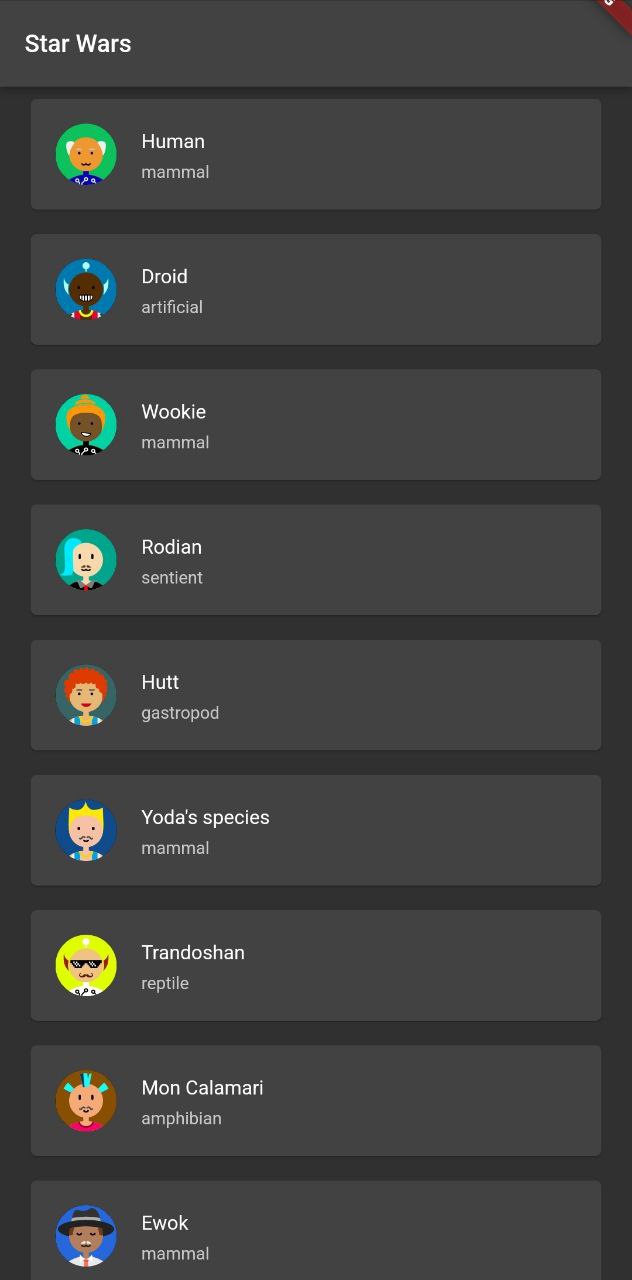 Star Wars
Human
mammal
Droid
artificial
Wookie
mammal
Rodian
sentient
Hutt
gastropod
Yoda's species
mammal
Trandoshan
reptile
Mon Calamari
amphibian
Ewok
mammal